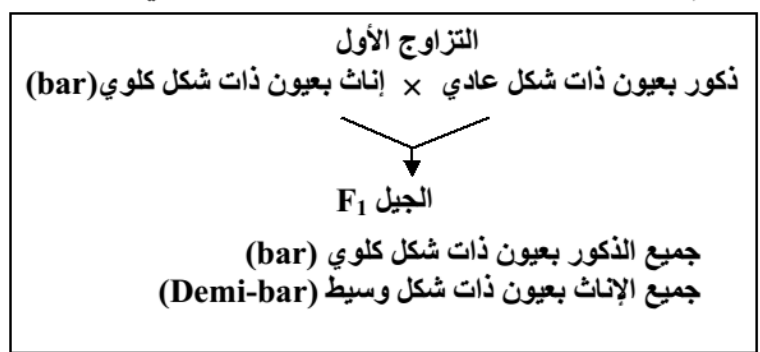 التزاوج الأول
ذكور بعيون ذات شكل عادي × إناث بعيون ذات شكل كلوي(bar)
الجيل F₁
جميع الذكور بعيون ذات شكل كلوي (bar)
جميع الإناث بعيون ذات شكل وسيط (Demi-bar)